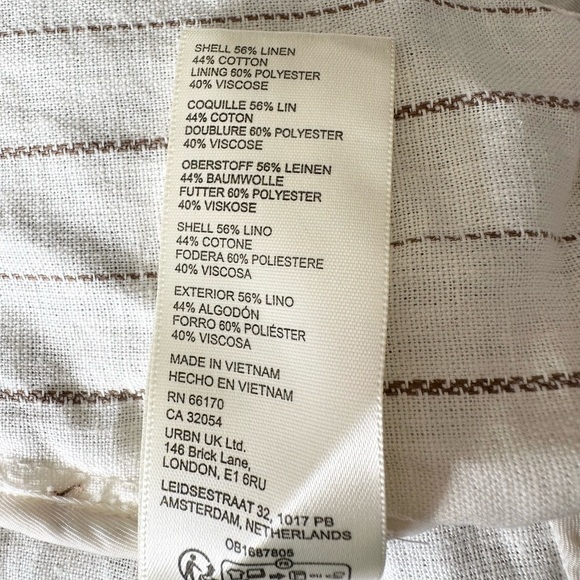 SHELL 56% LINEN
44% COTTON
LINING 60% POLYESTER
40% VISCOSE
COQUILLE 56% LIN
44% COTON
DOUBLURE 60% POLYESTER
40% VISCOSE
OBERSTOFF 56% LEINEN
44% BAUMWOLLE
FUTTER 60% POLYESTER
40% VISKOSE
SHELL 56% LINO
44% COTONE
FODERA 60% POLIESTERE
40% VISCOSA
EXTERIOR 56% LINO
44% ALGODÓN
FORRO 60% POLIÉSTER
40% VISCOSA
MADE IN VIETNAM
HECHO EN VIETNAM
RN 66170
CA 32054
URBN UK Ltd.
146 Brick Lane,
LONDON, E1 6RU
LEIDSESTRAAT 32, 1017 PB
AMSTERDAM, NETHERLANDS
OB1687805
FR
ou